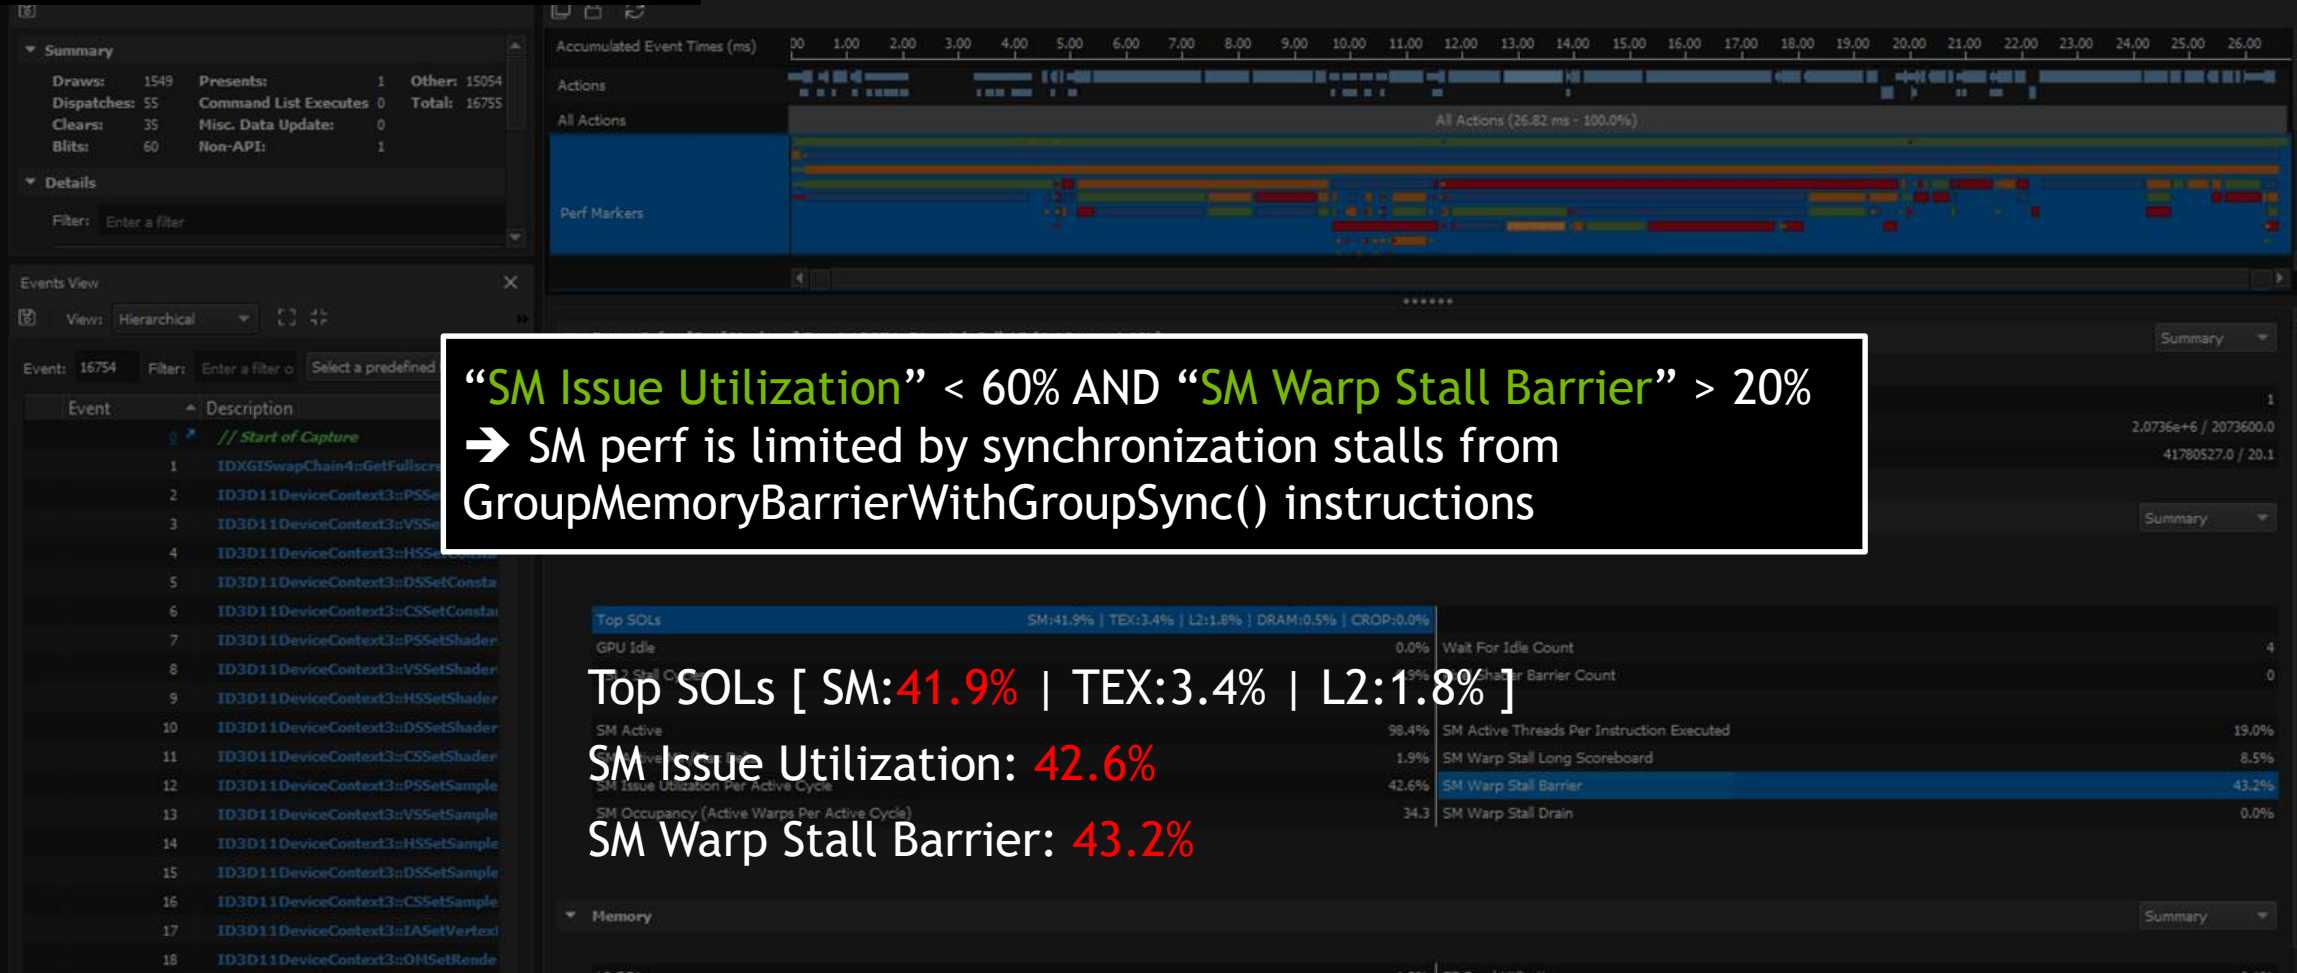 Summary
Draws: 1549 Presents: 1 Other: 15054
Dispatches: 55 Command List Executes 0 Total: 16755
Clears: 35 Misc. Data Update: 0
Blits: 60 Non-API: 1
Details
Filter: Enter a filter
Events View
View: Hierarchical
Event: 16754 Filter: Enter a filter o Select a predefined
Event Description
0 // Start of Capture
1 IDXGISwapChain4::GetFullscre
2 ID3D11DeviceContext3::PSSe
3 ID3D11DeviceContext3::VSSe
4 ID3D11DeviceContext3::HSSe
5 ID3D11DeviceContext3::DSSetConsta
6 ID3D11DeviceContext3::CSSetConstan
7 ID3D11DeviceContext3::PSSetShader
8 ID3D11DeviceContext3::VSSetShader
9 ID3D11DeviceContext3::HSSetShader
10 ID3D11DeviceContext3::DSSetShader
11 ID3D11DeviceContext3::CSSetShader
12 ID3D11DeviceContext3::PSSetSample
13 ID3D11DeviceContext3::VSSetSample
14 ID3D11DeviceContext3::HSSetSample
15 ID3D11DeviceContext3::DSSetSample
16 ID3D11DeviceContext3::CSSetSample
17 ID3D11DeviceContext3::IASetVertex
18 ID3D11DeviceContext3::OMSetRende
Accumulated Event Times (ms) 00 1.00 2.00 3.00 4.00 5.00 6.00 7.00 8.00 9.00 10.00 11.00 12.00 13.00 14.00 15.00 16.00 17.00 18.00 19.00 20.00 21.00 22.00 23.00 24.00 25.00 26.00
Actions
All Actions All Actions (26.82 ms - 100.0%)
Perf Markers
Summary
1
2.0736e+6 / 2073600.0
41780527.0 / 20.1
Summary
“SM Issue Utilization” < 60% AND “SM Warp Stall Barrier” > 20%
➔ SM perf is limited by synchronization stalls from
GroupMemoryBarrierWithGroupSync() instructions
Top SOLs SM:41.9% | TEX:3.4% | L2:1.8% | DRAM:0.5% | CROP:0.0%
GPU Idle 0.0% Wait For Idle Count 4
Shader Barrier Count 0
Top SOLs [ SM:41.9% | TEX:3.4% | L2:1.8% ]
SM Active 98.4% SM Active Threads Per Instruction Executed 19.0%
1.9% SM Warp Stall Long Scoreboard 8.5%
SM Issue Utilization: 42.6%
SM Issue Utilization Per Active Cycle 42.6% SM Warp Stall Barrier 43.2%
SM Occupancy (Active Warps Per Active Cycle) 34.3 SM Warp Stall Drain 0.0%
SM Warp Stall Barrier: 43.2%
Memory Summary